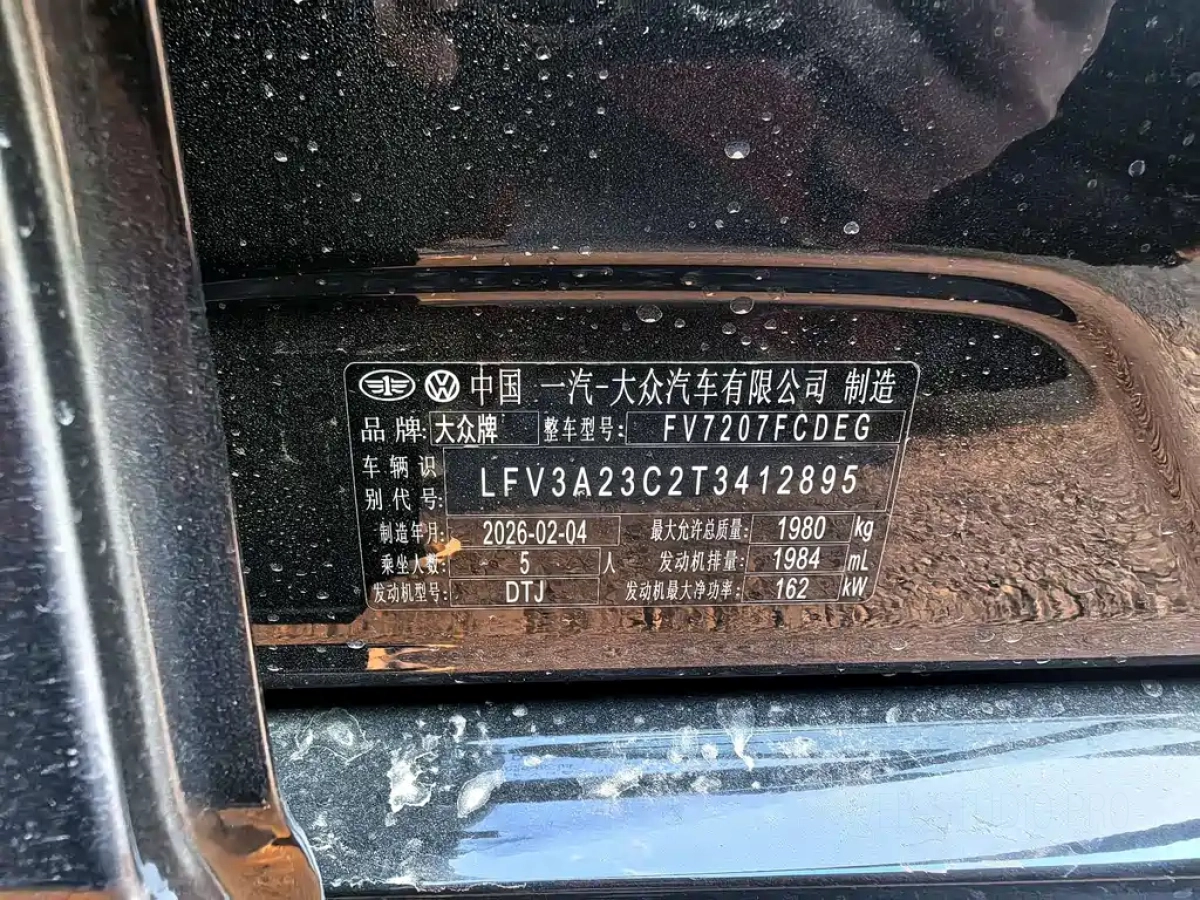 中国 一汽-大众汽车有限公司 制造
品牌: 大众牌 整车型号: FV7207FCDEG
车辆识别代号: LFV3A23C2T3412895
制造年月: 2026-02-04 最大允许总质量: 1980 kg
乘坐人数: 5 人 发动机排量: 1984 mL
发动机型号: DTJ 发动机最大净功率: 162 kW